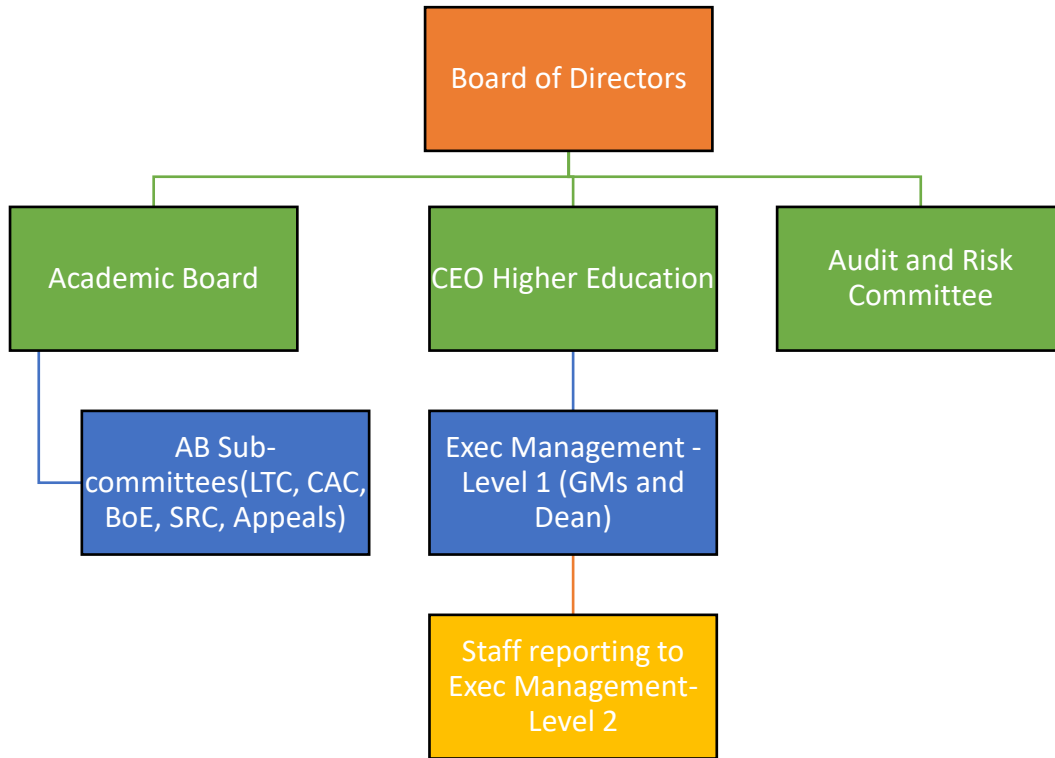 Board of Directors
Academic Board
CEO Higher Education
Audit and Risk
Committee
AB Sub-
committees(LTC, CAC,
BoE, SRC, Appeals)
Exec Management -
Level 1 (GMs and
Dean)
Staff reporting to
Exec Management-
Level 2